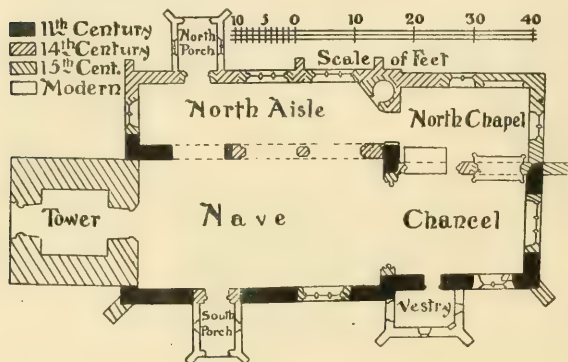 11th Century
14th Century
15th Cent.
Modern
North
Porch
10 5 0 10 20 30 40
Scale of Feet
North Aisle
North Chapel
Tower
Nave
Chancel
South
Porch
Vestry